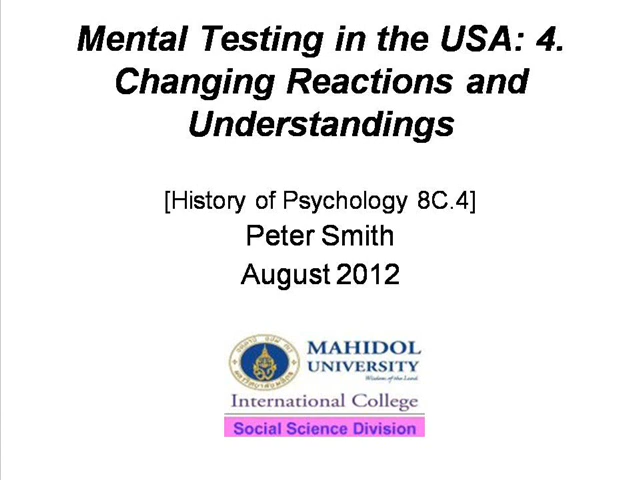 Mental Testing in the USA: 4.
Changing Reactions and
Understandings
[History of Psychology 8C.4]
Peter Smith
August 2012
MAHIDOL
UNIVERSITY
Wisdom of the Land
International College
Social Science Division